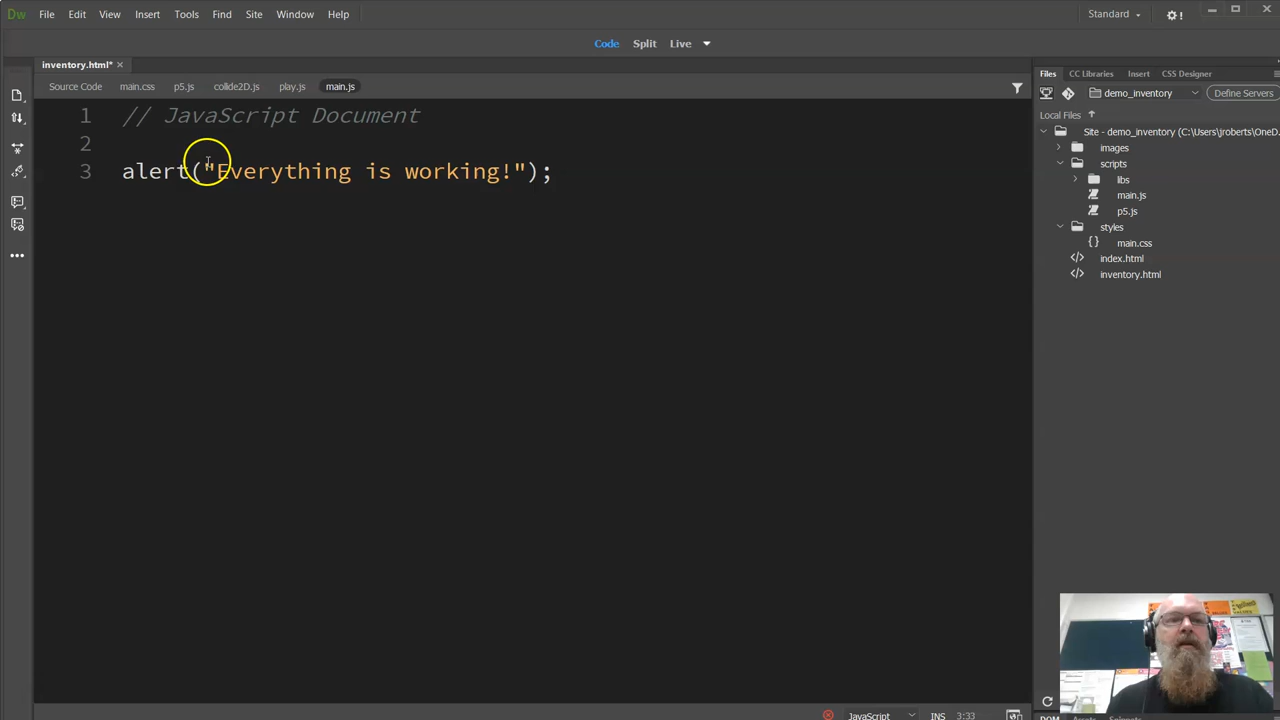 Dw File Edit View Insert Tools Find Site Window Help Standard
Code Split Live
inventory.html*
Source Code main.css p5.js collide2D.js play.js main.js
1 // JavaScript Document
2
3 alert("Everything is working!");
Files CC Libraries Insert CSS Designer
demo_inventory Define Servers
Local Files
Site - demo_inventory (C:\Users\jroberts\OneD
images
scripts
libs
main.js
p5.js
styles
main.css
index.html
inventory.html
JavaScript INS 3:33
DOM Assets Snippets